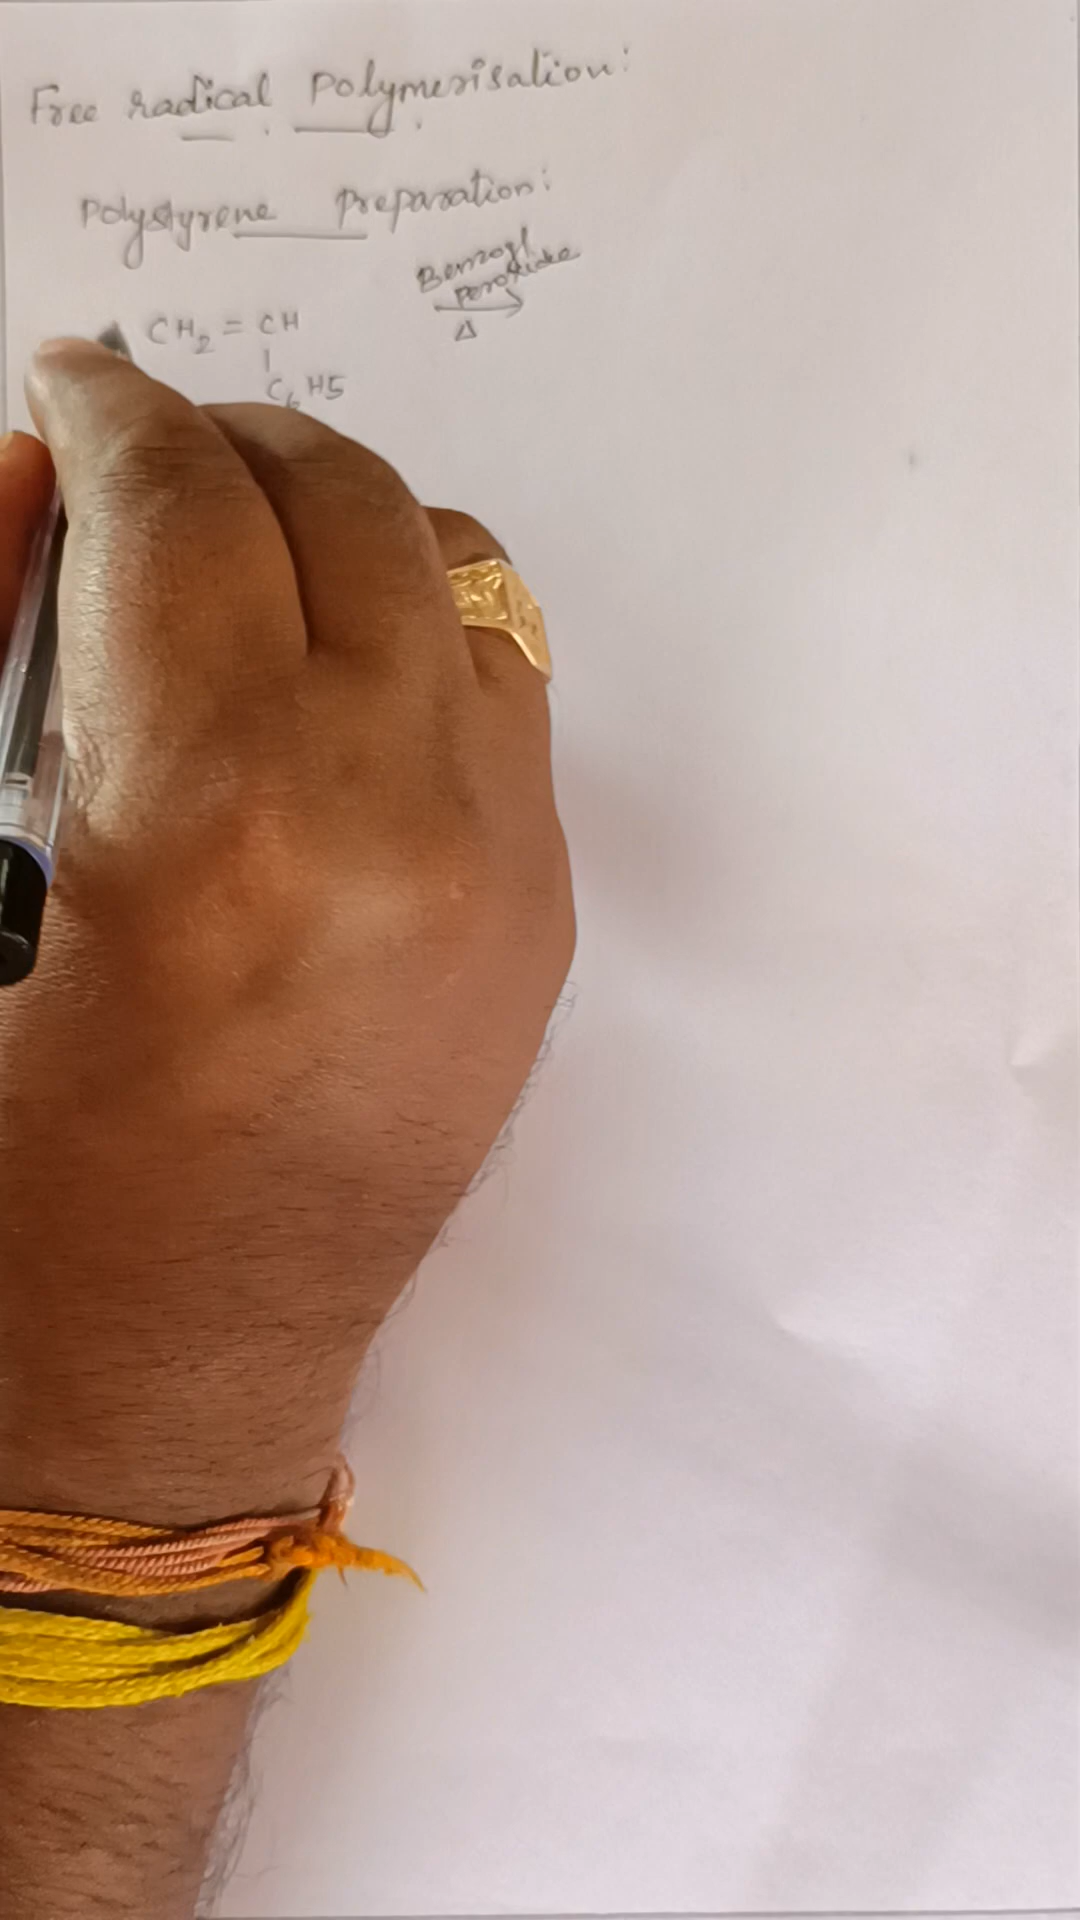 Free radical Polymerisation:
Polystyrene Preparation:
Benzoyl
Peroxide
Δ
CH2 = CH
|
C6H5